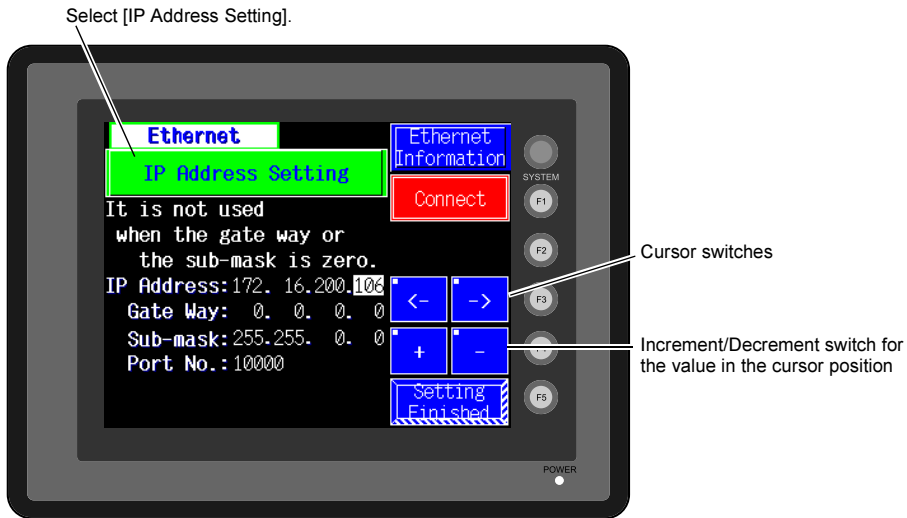 Select [IP Address Setting].
Ethernet
Ethernet
Information
IP Address Setting
SYSTEM
Connect
F1
It is not used
when the gate way or
the sub-mask is zero.
F2
Cursor switches
IP Address:172. 16.200.106
<-
->
F3
Gate Way: 0. 0. 0. 0
Sub-mask:255.255. 0. 0
+
-
Increment/Decrement switch for
the value in the cursor position
Port No.:10000
Setting
Finished
F5
POWER